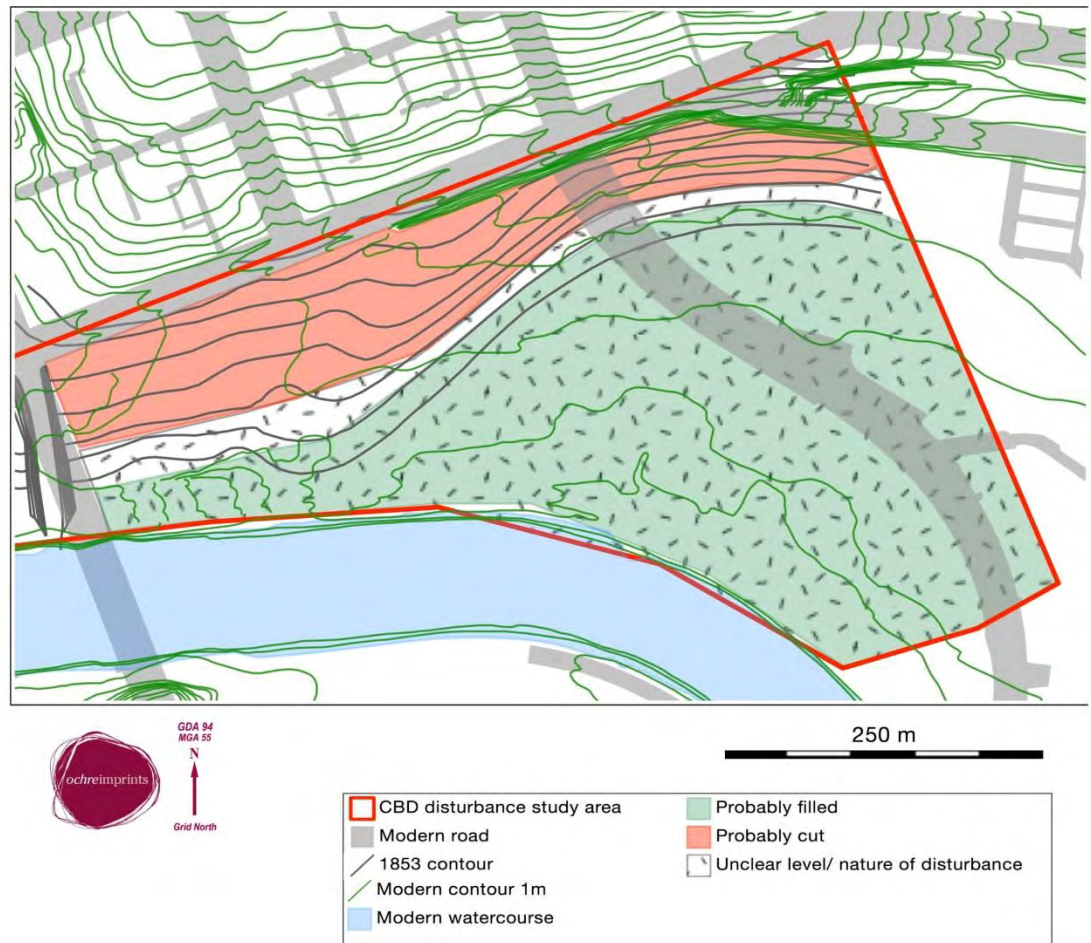 GDA 94
MGA 55
N
ochreimprints
Grid North
250 m
CBD disturbance study area
Modern road
1853 contour
Modern contour 1m
Modern watercourse
Probably filled
Probably cut
Unclear level/ nature of disturbance